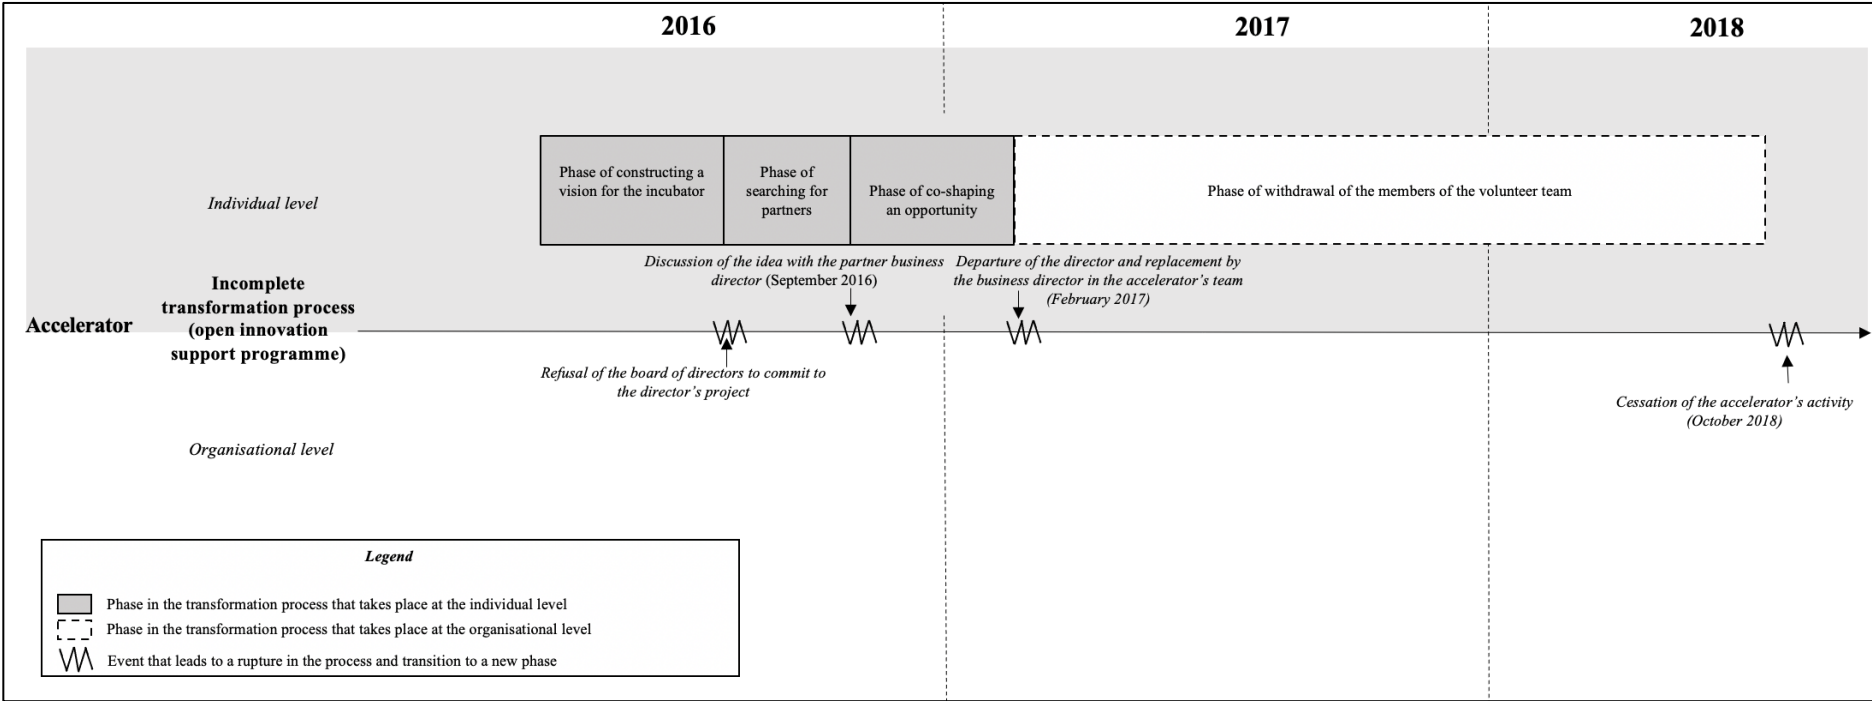 2016
2017
2018
Phase of constructing a
vision for the incubator
Phase of
searching for
partners
Phase of co-shaping
an opportunity
Phase of withdrawal of the members of the volunteer team
Individual level
Discussion of the idea with the partner business
director (September 2016)
Departure of the director and replacement by
the business director in the accelerator’s team
(February 2017)
Accelerator
Incomplete
transformation process
(open innovation
support programme)
Refusal of the board of directors to commit to
the director’s project
Cessation of the accelerator’s activity
(October 2018)
Organisational level
Legend
Phase in the transformation process that takes place at the individual level
Phase in the transformation process that takes place at the organisational level
Event that leads to a rupture in the process and transition to a new phase